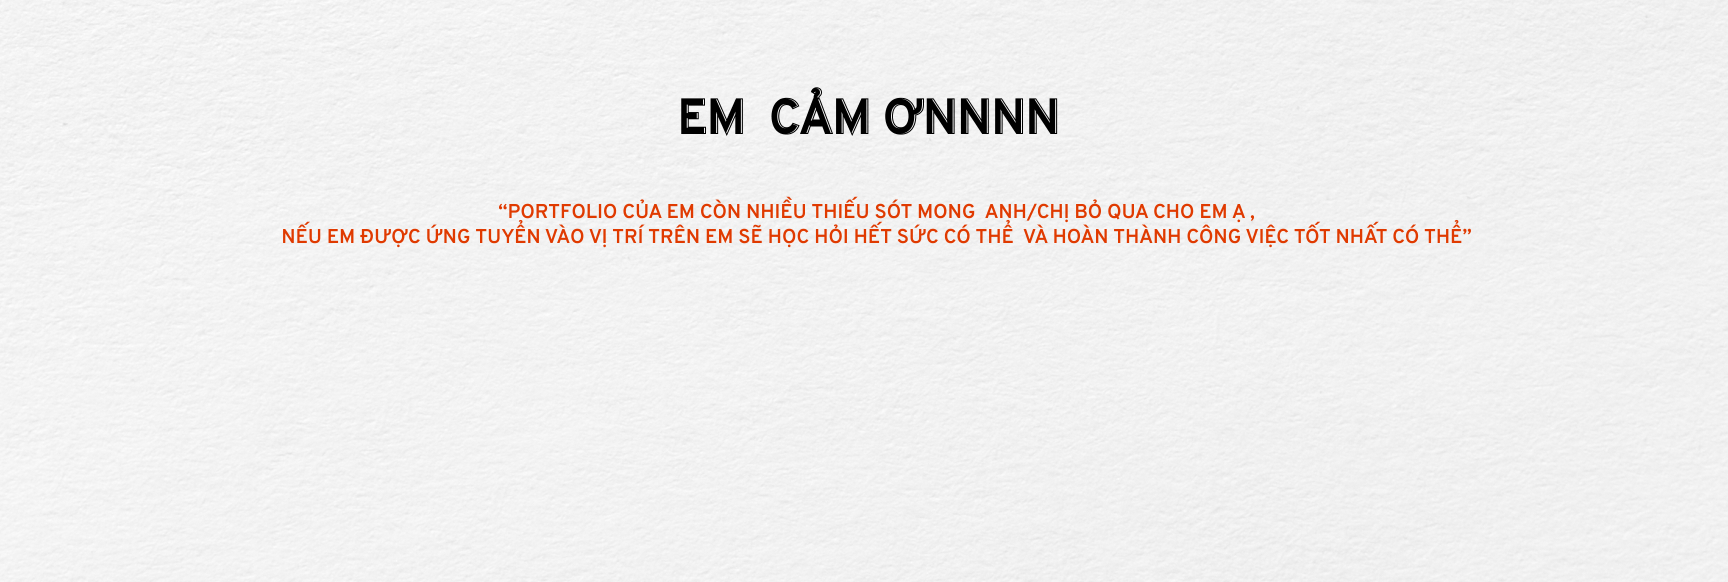 EM CẢM ƠNNNN
“PORTFOLIO CỦA EM CÒN NHIỀU THIẾU SÓT MONG ANH/CHỊ BỎ QUA CHO EM Ạ ,
NẾU EM ĐƯỢC ỨNG TUYỂN VÀO VỊ TRÍ TRÊN EM SẼ HỌC HỎI HẾT SỨC CÓ THỂ VÀ HOÀN THÀNH CÔNG VIỆC TỐT NHẤT CÓ THỂ”